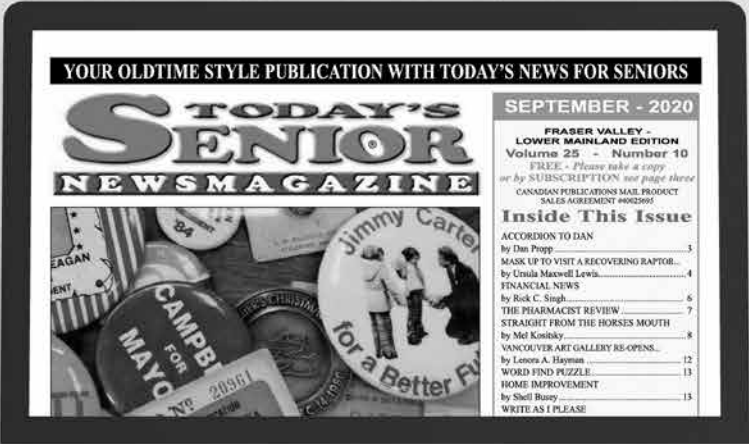 YOUR OLDTIME STYLE PUBLICATION WITH TODAY'S NEWS FOR SENIORS
TODAY'S
SENIOR®
NEWSMAGAZINE
SEPTEMBER - 2020
FRASER VALLEY -
LOWER MAINLAND EDITION
Volume 25 - Number 10
FREE - Please take a copy
or by SUBSCRIPTION see page three
CANADIAN PUBLICATIONS MAIL PRODUCT
SALES AGREEMENT #40025695
Inside This Issue
ACCORDION TO DAN
by Dan Propp 3
MASK UP TO VISIT A RECOVERING RAPTOR...
by Ursula Maxwell Lewis 4
FINANCIAL NEWS
by Rick C. Singh 6
THE PHARMACIST REVIEW 7
STRAIGHT FROM THE HORSES MOUTH
by Mel Kositsky 8
VANCOUVER ART GALLERY RE-OPENS...
by Lenora A. Hayman 12
WORD FIND PUZZLE 13
HOME IMPROVEMENT
by Shell Busey 13
WRITE AS I PLEASE
'84
EAGAN
Jimmy Carter
for a Better Fu
CAMPB
FOR
MAYO
Nº 20961